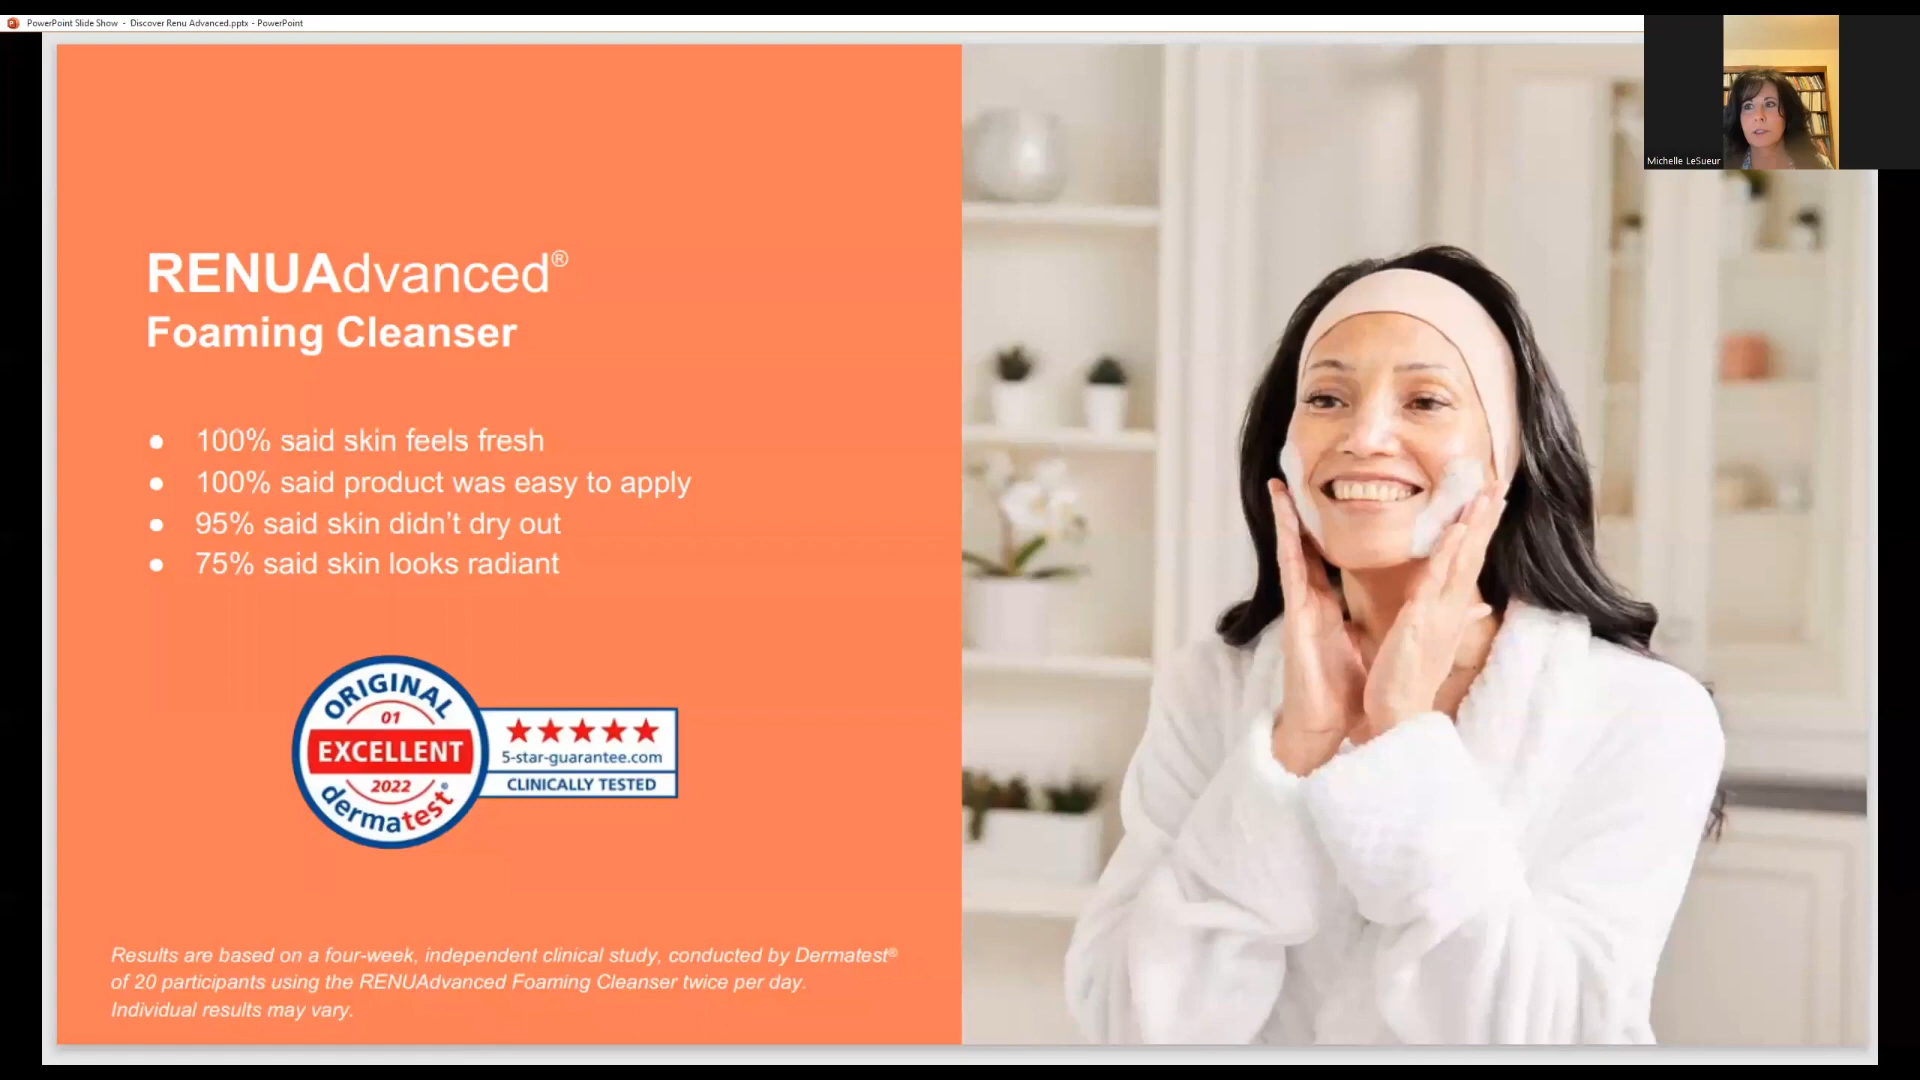 PowerPoint Slide Show - Discover Renu Advanced.pptx - PowerPoint
Michelle LeSueur
RENUAdvanced®
Foaming Cleanser
● 100% said skin feels fresh
● 100% said product was easy to apply
● 95% said skin didn't dry out
● 75% said skin looks radiant
ORIGINAL
01
EXCELLENT
2022
dermatest®
5-star-guarantee.com
CLINICALLY TESTED
Results are based on a four-week, independent clinical study, conducted by Dermatest®
of 20 participants using the RENUAdvanced Foaming Cleanser twice per day.
Individual results may vary.